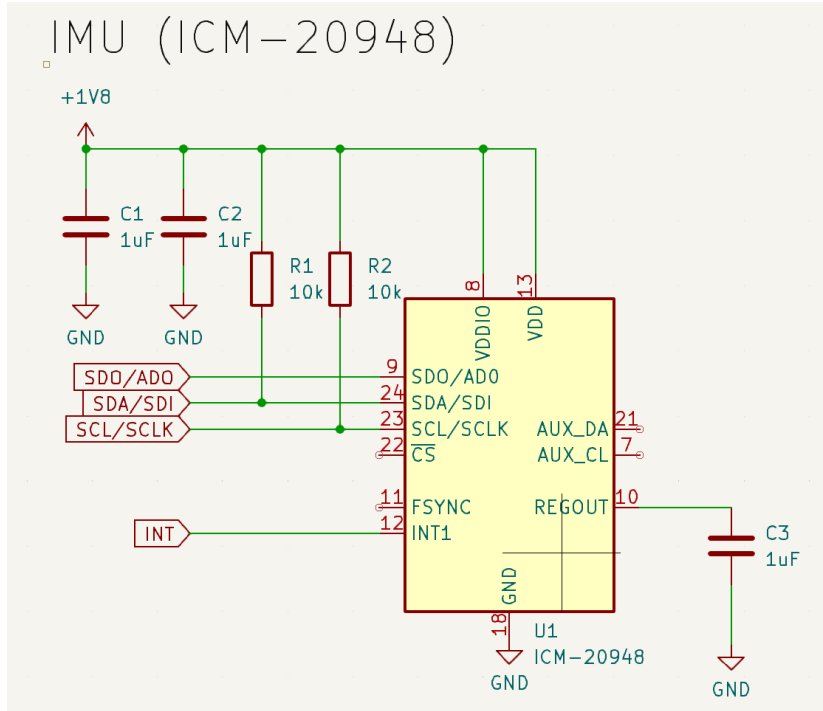 IMU (ICM-20948)
+1V8
C1
1uF
C2
1uF
R1
10k
R2
10k
GND
GND
8
13
VDDIO
VDD
SDO/ADO
9
SDO/AD0
SDA/SDI
24
SDA/SDI
SCL/SCLK
23
SCL/SCLK
22
CS
21
AUX_DA
7
AUX_CL
11
FSYNC
10
REGOUT
INT
12
INT1
C3
1uF
GND
18
U1
ICM-20948
GND
GND